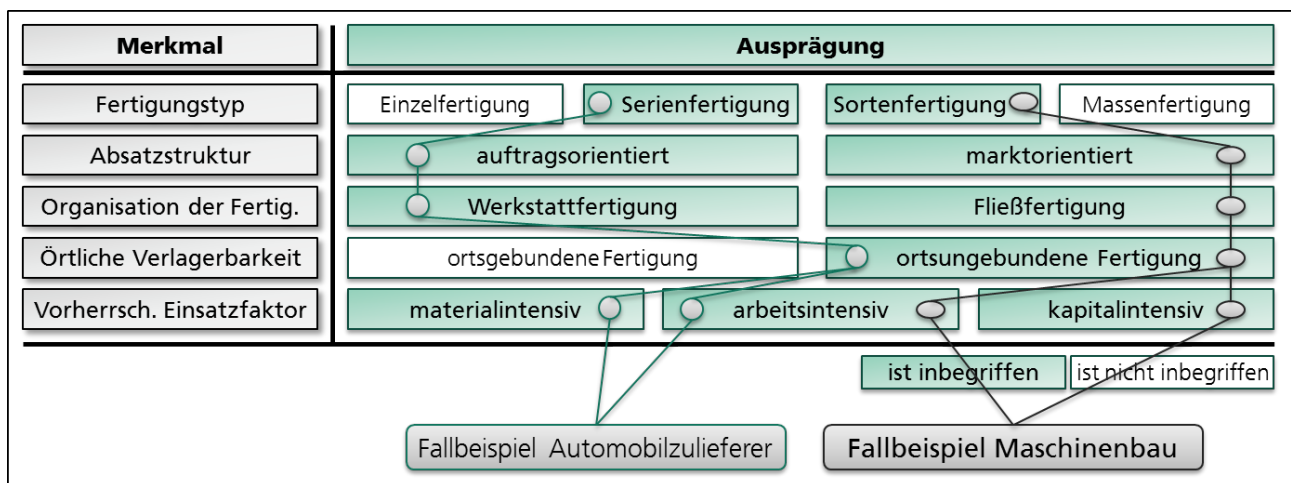 Merkmal Ausprägung
Fertigungstyp Einzelfertigung Serienfertigung Sortenfertigung Massenfertigung
Absatzstruktur auftragsorientiert marktorientiert
Organisation der Fertig. Werkstattfertigung Fließfertigung
Örtliche Verlagerbarkeit ortsgebundene Fertigung ortsungebundene Fertigung
Vorherrsch. Einsatzfaktor materialintensiv arbeitsintensiv kapitalintensiv
ist inbegriffen ist nicht inbegriffen
Fallbeispiel Automobilzulieferer Fallbeispiel Maschinenbau